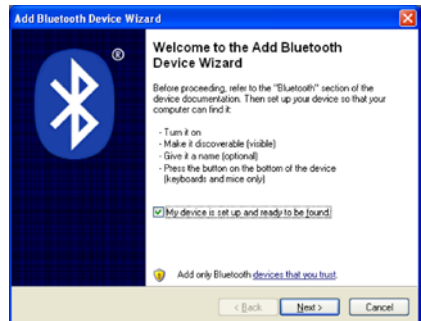 Add Bluetooth Device Wizard
®
Welcome to the Add Bluetooth
Device Wizard
Before proceeding, refer to the "Bluetooth" section of the
device documentation. Then set up your device so that your
computer can find it:
- Turn it on
- Make it discoverable (visible)
- Give it a name (optional)
- Press the button on the bottom of the device
(keyboards and mice only)
My device is set up and ready to be found.
Add only Bluetooth devices that you trust.
< Back Next > Cancel